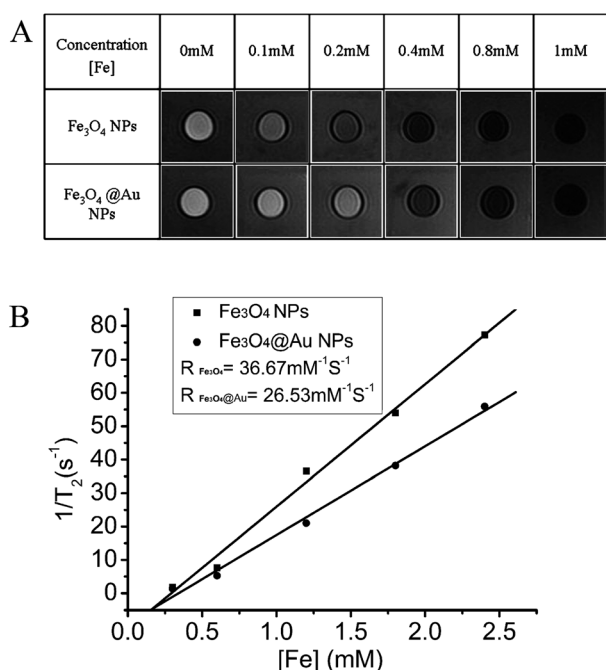 A
Concentration [Fe] 0mM 0.1mM 0.2mM 0.4mM 0.8mM 1mM
Fe3O4 NPs
Fe3O4 @Au NPs
B
Fe3O4 NPs
Fe3O4@Au NPs
R Fe3O4= 36.67mM⁻¹S⁻¹
R Fe3O4@Au= 26.53mM⁻¹S⁻¹
1/T2(s⁻¹)
80
70
60
50
40
30
20
10
0
0.0 0.5 1.0 1.5 2.0 2.5
[Fe] (mM)